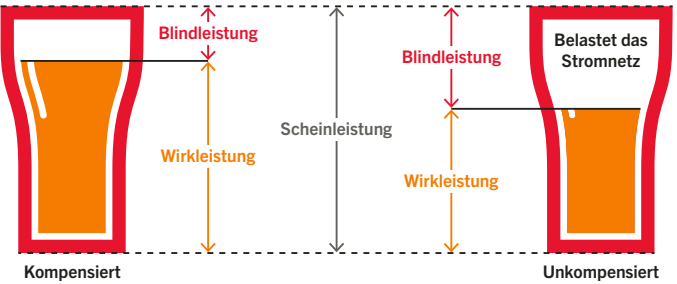 Blindleistung
Wirkleistung
Kompensiert
Scheinleistung
Blindleistung
Wirkleistung
Belastet das
Stromnetz
Unkompensiert